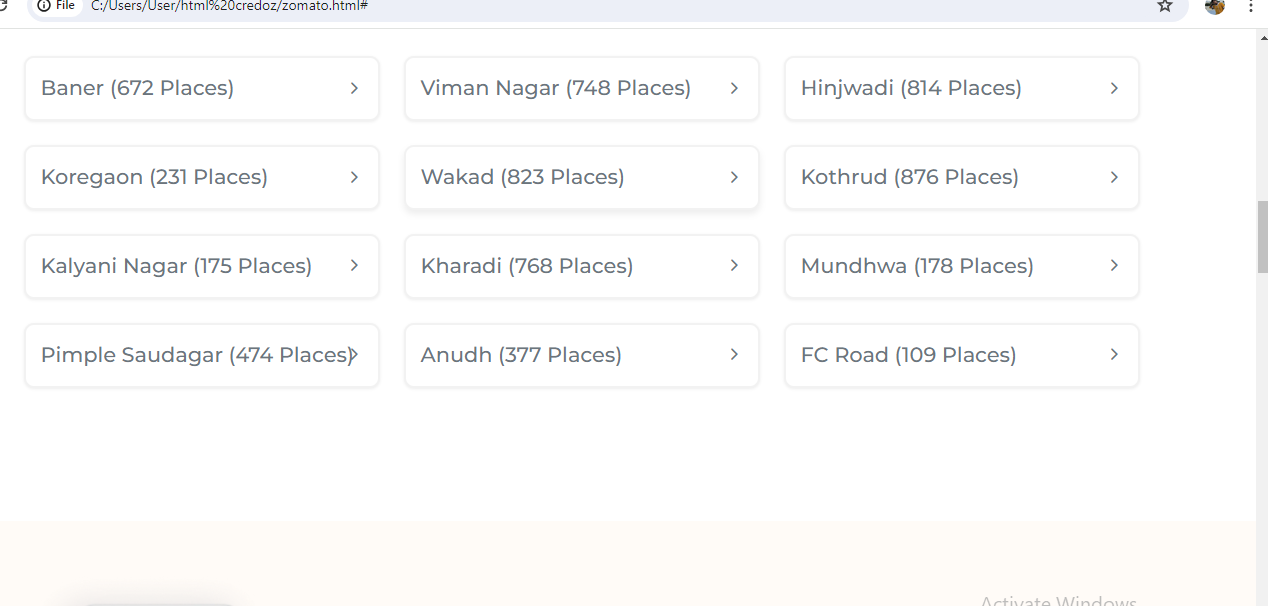 File C:/Users/User/html%20credoz/zomato.html#
Baner (672 Places) Viman Nagar (748 Places) Hinjwadi (814 Places)
Koregaon (231 Places) Wakad (823 Places) Kothrud (876 Places)
Kalyani Nagar (175 Places) Kharadi (768 Places) Mundhwa (178 Places)
Pimple Saudagar (474 Places) Anudh (377 Places) FC Road (109 Places)
Activate Windows